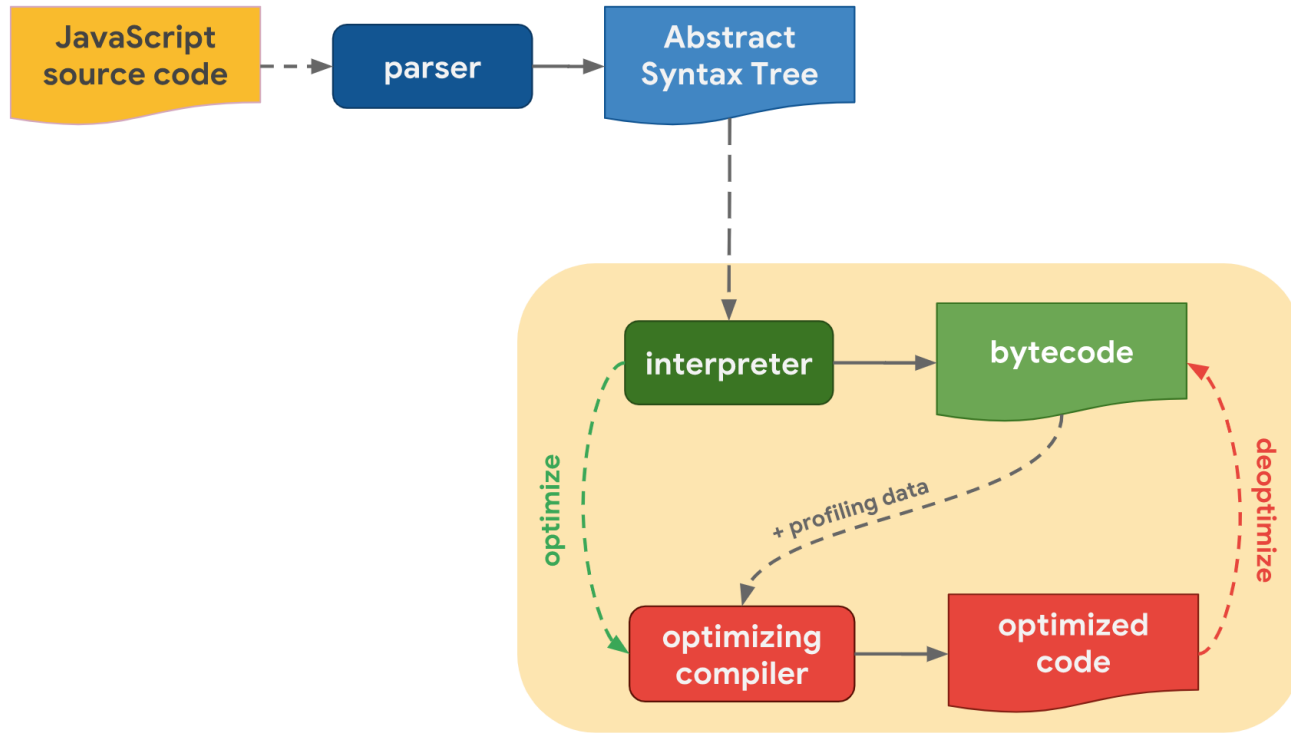 JavaScript
source code
parser
Abstract
Syntax Tree
interpreter
bytecode
optimize
+ profiling data
deoptimize
optimizing
compiler
optimized
code